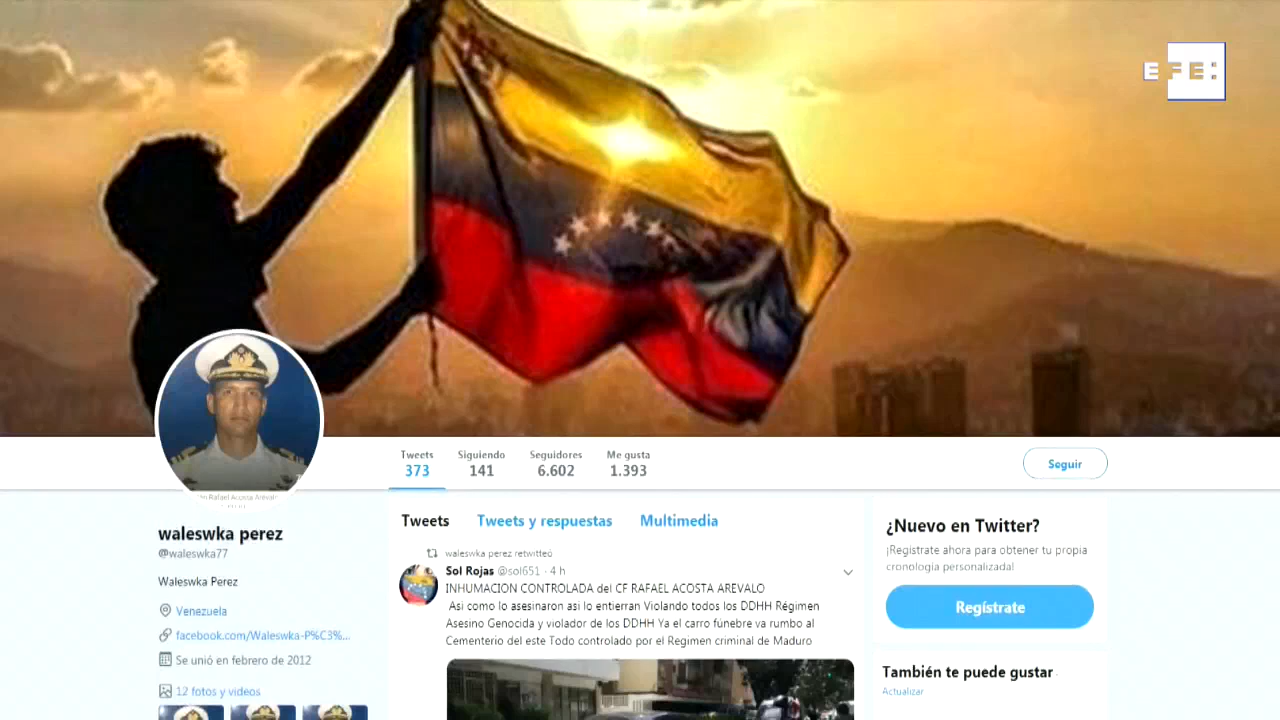 EFE:
Tweets
373
Siguiendo
141
Seguidores
6.602
Me gusta
1.393
Seguir
Rafael Acosta Arevalo
waleswka perez
@waleswka77
Waleswka Perez
Venezuela
facebook.com/Waleswka-P%C3%...
Se unió en febrero de 2012
12 fotos y videos
Tweets
Tweets y respuestas
Multimedia
waleswka perez retwitteó
Sol Rojas @sol651 · 4 h
INHUMACION CONTROLADA del CF RAFAEL ACOSTA AREVALO
Asi como lo asesinaron asi lo entierran Violando todos los DDHH Régimen
Asesino Genocida y violador de los DDHH Ya el carro fúnebre va rumbo al
Cementerio del este Todo controlado por el Regimen criminal de Maduro
¿Nuevo en Twitter?
¡Regístrate ahora para obtener tu propia
cronología personalizada!
Regístrate
También te puede gustar
Actualizar